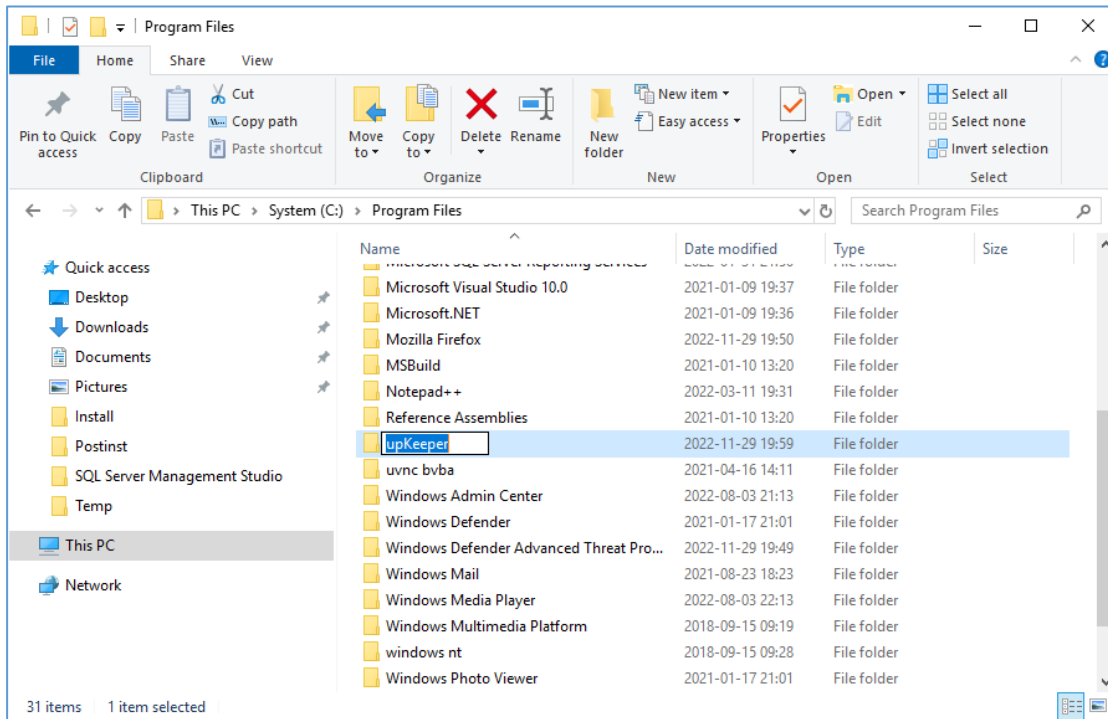 Program Files
File Home Share View
Pin to Quick access
Copy
Paste
Cut
Copy path
Paste shortcut
Clipboard
Move to
Copy to
Delete
Rename
Organize
New folder
New item
Easy access
New
Properties
Open
Edit
Open
Select all
Select none
Invert selection
Select
This PC > System (C:) > Program Files
Search Program Files
Quick access
Desktop
Downloads
Documents
Pictures
Install
Postinst
SQL Server Management Studio
Temp
This PC
Network
Name Date modified Type Size
Microsoft Visual Studio 10.0 2021-01-09 19:37 File folder
Microsoft.NET 2021-01-09 19:36 File folder
Mozilla Firefox 2022-11-29 19:50 File folder
MSBuild 2021-01-10 13:20 File folder
Notepad++ 2022-03-11 19:31 File folder
Reference Assemblies 2021-01-10 13:20 File folder
upKeeper 2022-11-29 19:59 File folder
uvnc bvba 2021-04-16 14:11 File folder
Windows Admin Center 2022-08-03 21:13 File folder
Windows Defender 2021-01-17 21:01 File folder
Windows Defender Advanced Threat Pro... 2022-11-29 19:49 File folder
Windows Mail 2021-08-23 18:23 File folder
Windows Media Player 2022-08-03 22:13 File folder
Windows Multimedia Platform 2018-09-15 09:19 File folder
windows nt 2018-09-15 09:28 File folder
Windows Photo Viewer 2021-01-17 21:01 File folder
31 items 1 item selected